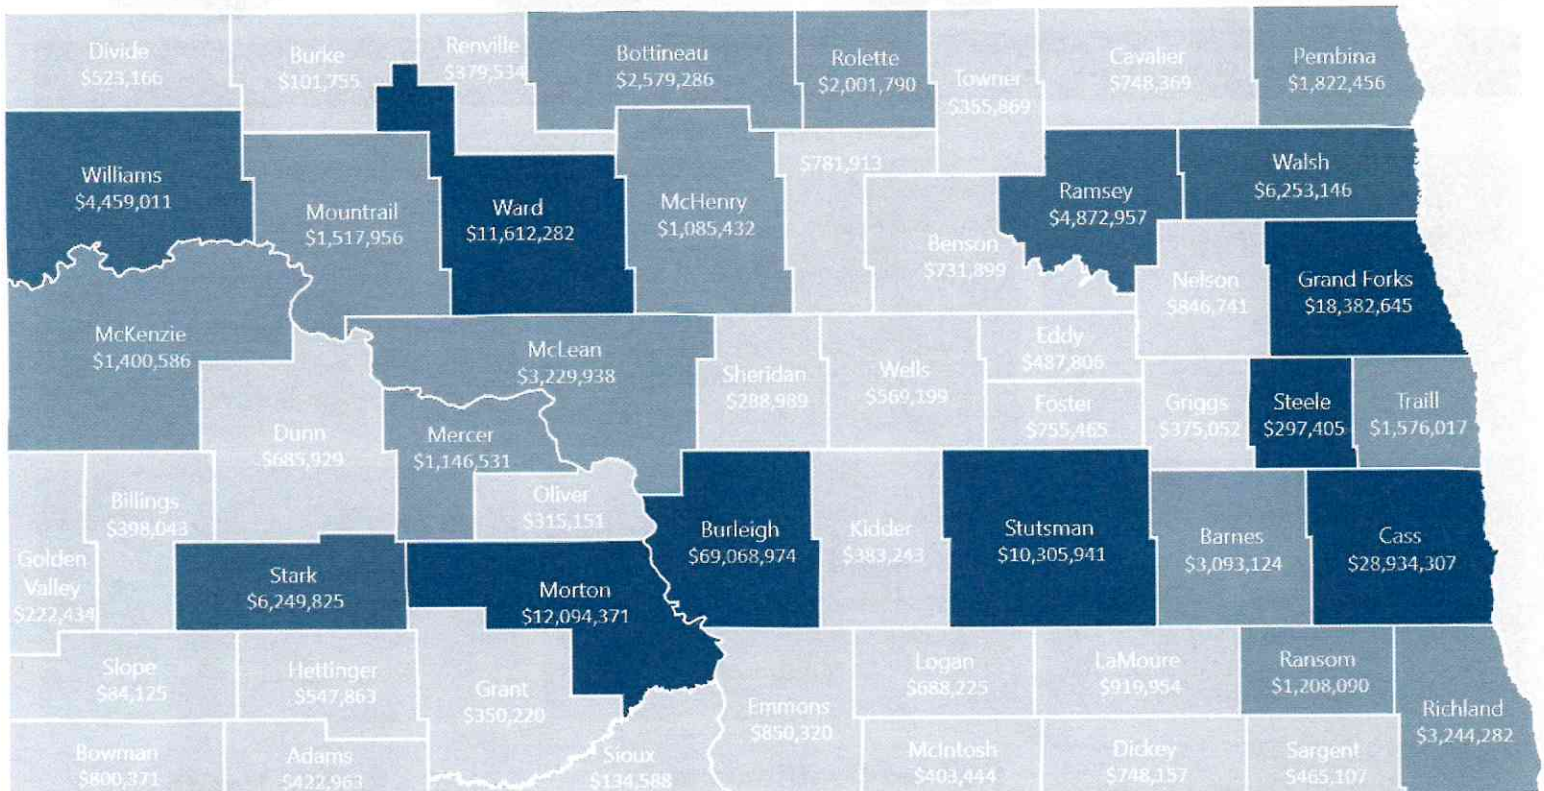 Divide
$523,166
Burke
$101,755
Renville
$379,534
Bottineau
$2,579,286
Rolette
$2,001,790
Towner
$355,869
Cavalier
$748,369
Pembina
$1,822,456
Williams
$4,459,011
Mountrail
$1,517,956
Ward
$11,612,282
McHenry
$1,085,432
$781,913
Benson
$731,899
Ramsey
$4,872,957
Walsh
$6,253,146
Nelson
$846,741
Grand Forks
$18,382,645
McKenzie
$1,400,586
McLean
$3,229,938
Sheridan
$288,989
Wells
$569,199
Eddy
$487,806
Foster
$755,465
Griggs
$375,052
Steele
$297,405
Traill
$1,576,017
Dunn
$685,929
Mercer
$1,146,531
Oliver
$315,151
Billings
$398,043
Golden
Valley
$222,434
Stark
$6,249,825
Morton
$12,094,371
Burleigh
$69,068,974
Kidder
$383,243
Stutsman
$10,305,941
Barnes
$3,093,124
Cass
$28,934,307
Slope
$84,125
Hettinger
$547,863
Grant
$350,220
Emmons
$850,320
Logan
$688,225
LaMoure
$919,954
Ransom
$1,208,090
Richland
$3,244,282
Bowman
$800,371
Adams
$422,963
Sioux
$134,588
McIntosh
$403,444
Dickey
$748,157
Sargent
$465,107